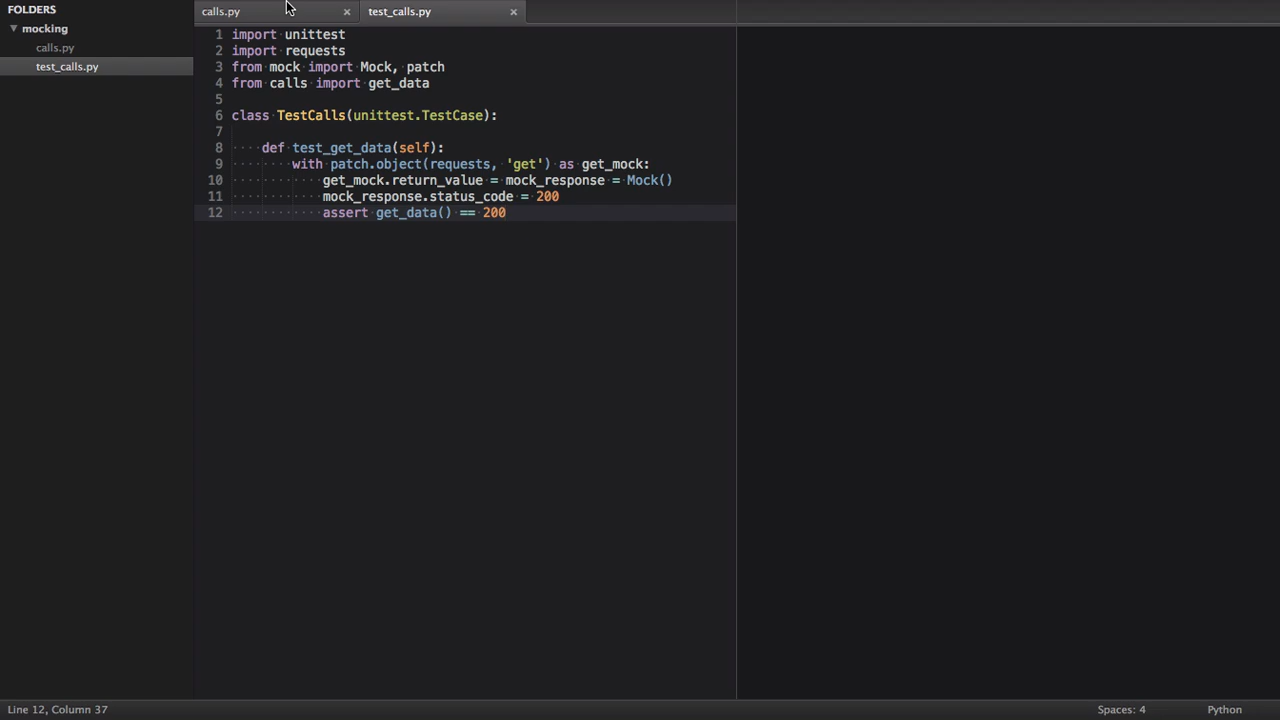 FOLDERS
mocking
calls.py
test_calls.py
calls.py × test_calls.py ×
1 import unittest
2 import requests
3 from mock import Mock, patch
4 from calls import get_data
5
6 class TestCalls(unittest.TestCase):
7
8     def test_get_data(self):
9         with patch.object(requests, 'get') as get_mock:
10             get_mock.return_value = mock_response = Mock()
11             mock_response.status_code = 200
12             assert get_data() == 200
Line 12, Column 37
Spaces: 4
Python